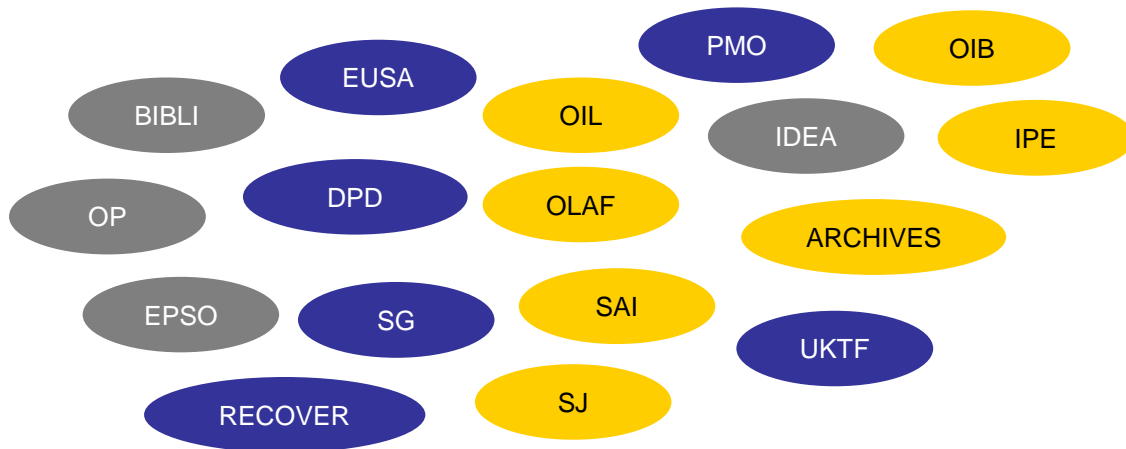 PMO
OIB
EUSA
BIBLI
OIL
IDEA
IPE
DPD
OLAF
OP
ARCHIVES
EPSO
SG
SAI
UKTF
RECOVER
SJ